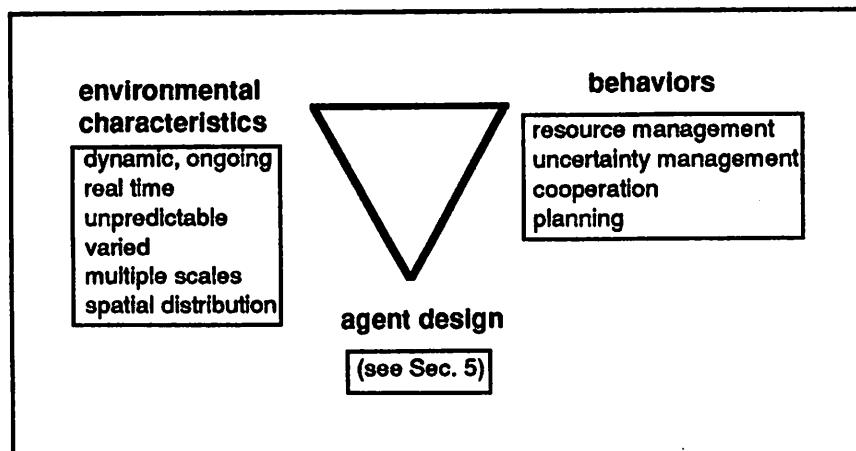 environmental
characteristics
dynamic, ongoing
real time
unpredictable
varied
multiple scales
spatial distribution
behaviors
resource management
uncertainty management
cooperation
planning
agent design
(see Sec. 5)